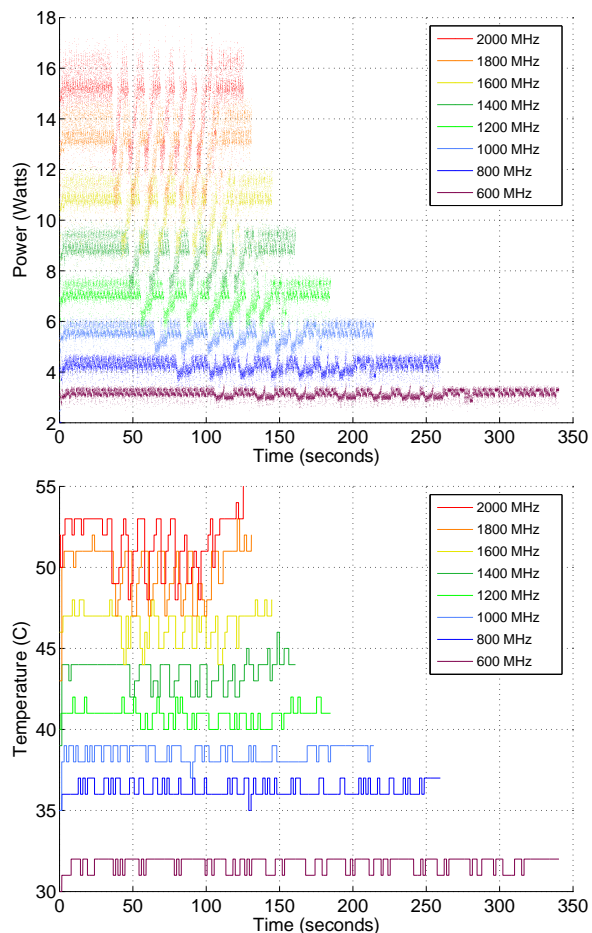 18
16
14
12
10
8
6
4
2
Power (Watts)
2000 MHz
1800 MHz
1600 MHz
1400 MHz
1200 MHz
1000 MHz
800 MHz
600 MHz
0 50 100 150 200 250 300 350
Time (seconds)
55
50
45
40
35
30
Temperature (C)
2000 MHz
1800 MHz
1600 MHz
1400 MHz
1200 MHz
1000 MHz
800 MHz
600 MHz
0 50 100 150 200 250 300 350
Time (seconds)